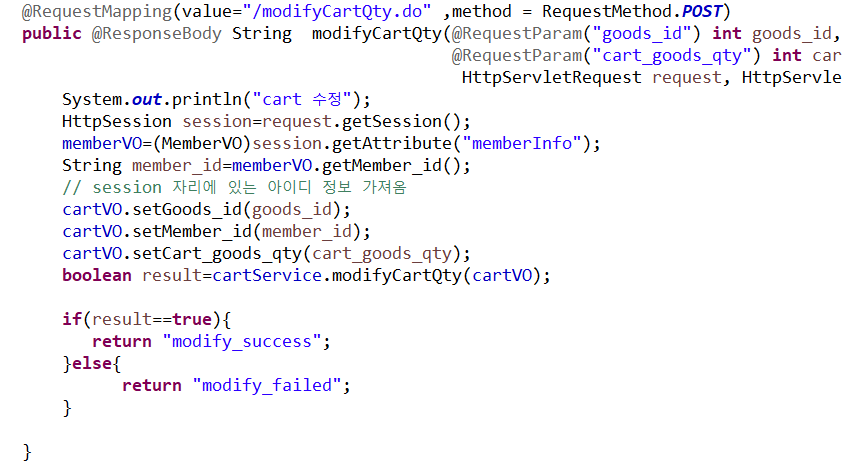 @RequestMapping(value="/modifyCartQty.do" ,method = RequestMethod.POST)
public @ResponseBody String  modifyCartQty(@RequestParam("goods_id") int goods_id,
@RequestParam("cart_goods_qty") int car
HttpServletRequest request, HttpServle
System.out.println("cart 수정");
HttpSession session=request.getSession();
memberVO=(MemberVO)session.getAttribute("memberInfo");
String member_id=memberVO.getMember_id();
// session 자리에 있는 아이디 정보 가져옴
cartVO.setGoods_id(goods_id);
cartVO.setMember_id(member_id);
cartVO.setCart_goods_qty(cart_goods_qty);
boolean result=cartService.modifyCartQty(cartVO);
if(result==true){
return "modify_success";
}else{
return "modify_failed";
}
}